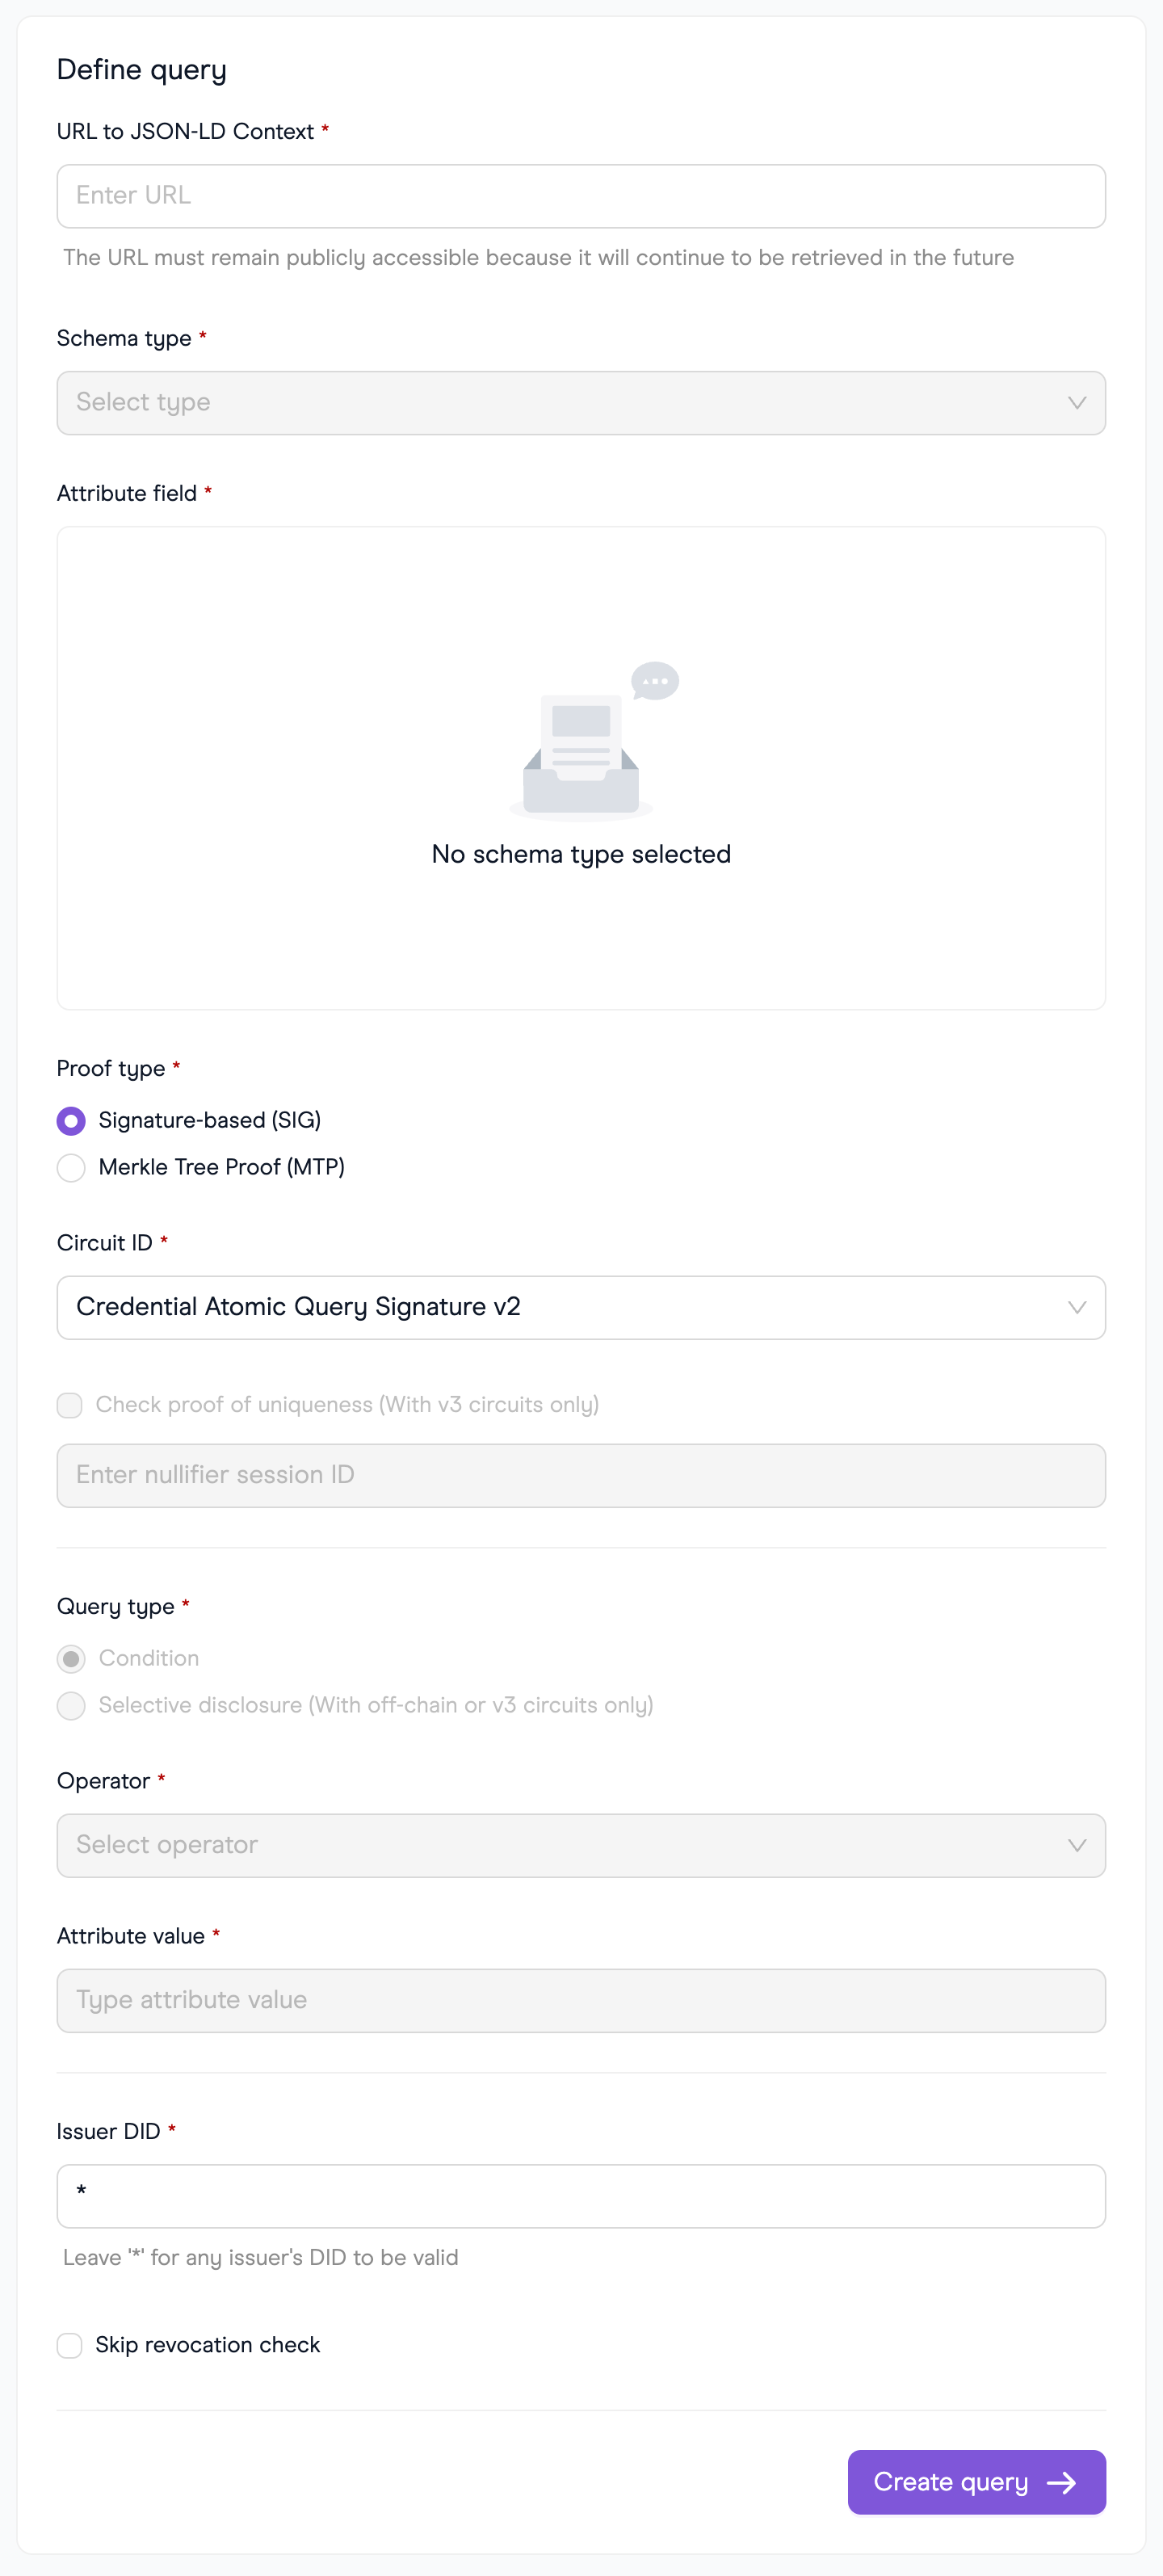 Define query
URL to JSON-LD Context *
Enter URL
The URL must remain publicly accessible because it will continue to be retrieved in the future
Schema type *
Select type
Attribute field *
No schema type selected
Proof type *
Signature-based (SIG)
Merkle Tree Proof (MTP)
Circuit ID *
Credential Atomic Query Signature v2
Check proof of uniqueness (With v3 circuits only)
Enter nullifier session ID
Query type *
Condition
Selective disclosure (With off-chain or v3 circuits only)
Operator *
Select operator
Attribute value *
Type attribute value
Issuer DID *
*
Leave '*' for any issuer's DID to be valid
Skip revocation check
Create query →